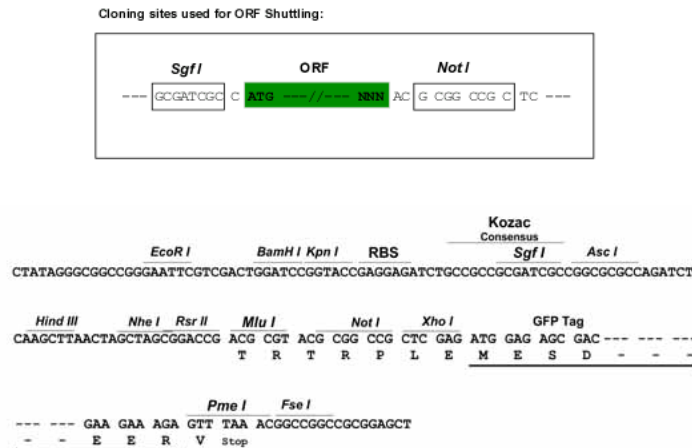 Cloning sites used for ORF Shuttling:
Sgf I ORF Not I
--- GCGATCGC C ATG ---//--- NNN AC G CGG CCG C TC ---
Kozac
Consensus
EcoR I BamH I Kpn I RBS Sgf I Asc I
CTATAGGGCGGCCGGGAATTCGTCGACTGGATCCGGTACCGAGGAGATCTGCCGCCGCGATCGCCGGCGCGCCAGATCT
Hind III Nhe I Rsr II Mlu I Not I Xho I GFP Tag
CAAGCTTAACTAGCTAGCGGACCG ACG CGT ACG CGG CCG CTC GAG ATG GAG AGC GAC --- --- ---
T R T R P L E M E S D - - -
Pme I Fse I
--- --- GAA GAA AGA GTT TAA ACGGCCGGCCGCGGAGCT
- - E E R V Stop